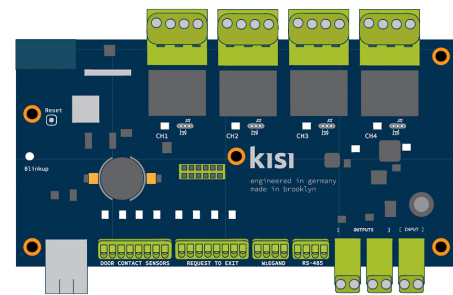 Reset
CH1
CH2
CH3
CH4
Blinkup
kisi
engineered in germany
made in brooklyn
[ OUTPUTS ]
[ INPUT ]
DOOR CONTACT SENSORS
REQUEST TO EXIT
WIEGAND
RS-485